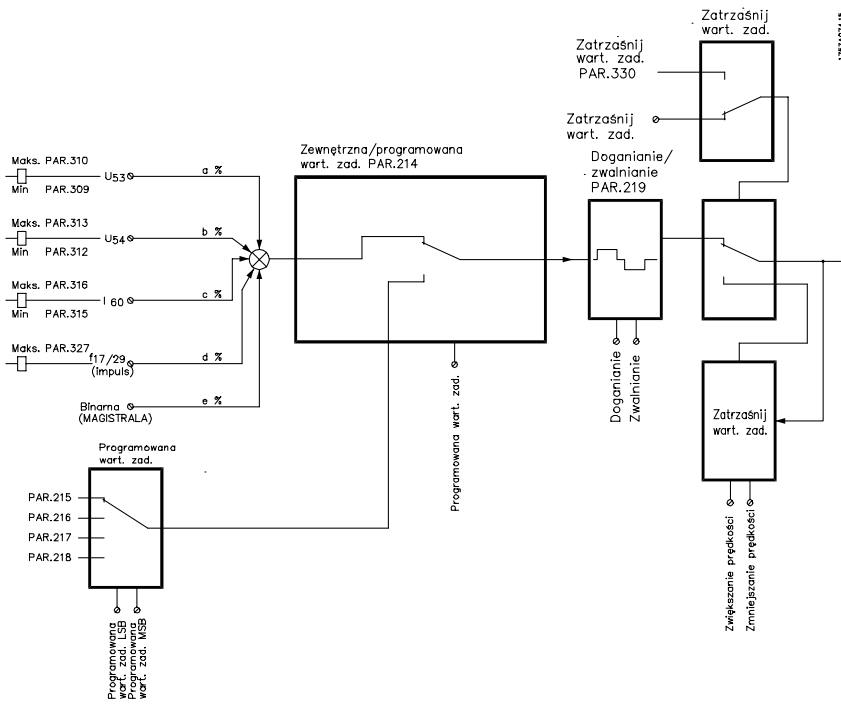 Zatrzaśnij
wart. zad.
Zatrzaśnij
wart. zad.
PAR.330
Zatrzaśnij
wart. zad.
Zewnętrzna/programowana
wart. zad. PAR.214
Doganianie/
zwalnianie
PAR.219
Maks. PAR.310
U53
a %
Min PAR.309
Maks. PAR.313
U54
b %
Min PAR.312
Maks. PAR.316
I 60
c %
Min PAR.315
Maks. PAR.327
f17/29
(impuls)
d %
Binarna
(MAGISTRALA)
e %
Programowana wart. zad.
Doganianie
Zwalnianie
Zatrzaśnij
wart. zad.
Zwiększanie prędkości
Zmniejszanie prędkości
Programowana
wart. zad.
PAR.215
PAR.216
PAR.217
PAR.218
Programowana
wart. zad. LSB
Programowana
wart. zad. MSB